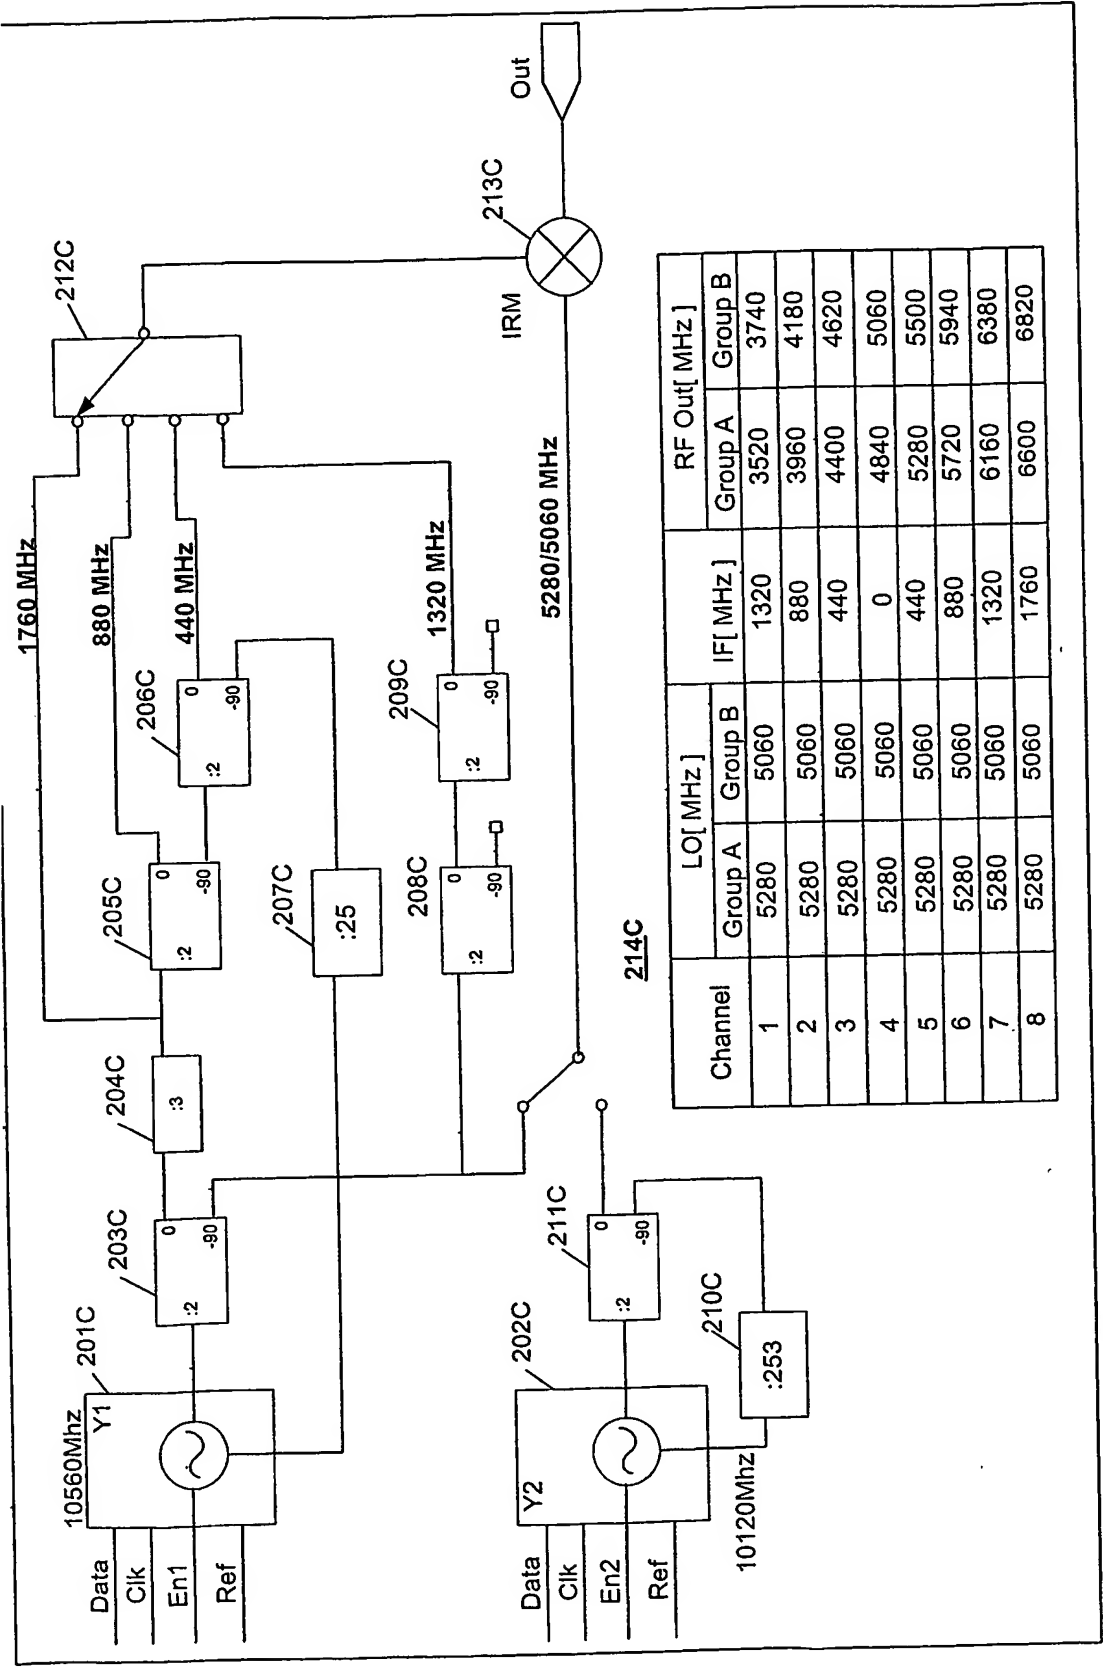 10560Mhz
Y1
201C
Data
Clk
En1
Ref
203C
:2
0
-90
204C
:3
205C
:2
0
-90
206C
:2
0
-90
1760 MHz
880 MHz
440 MHz
212C
207C
:25
208C
:2
0
-90
209C
:2
0
-90
1320 MHz
5280/5060 MHz
IRM
213C
Out
Y2
202C
Data
Clk
En2
Ref
10120Mhz
211C
:2
0
-90
210C
:253
214C
Channel LO[ MHz ] IF[ MHz ] RF Out[ MHz ]
Group A Group B Group A Group B
1 5280 5060 1320 3520 3740
2 5280 5060 880 3960 4180
3 5280 5060 440 4400 4620
4 5280 5060 0 4840 5060
5 5280 5060 440 5280 5500
6 5280 5060 880 5720 5940
7 5280 5060 1320 6160 6380
8 5280 5060 1760 6600 6820